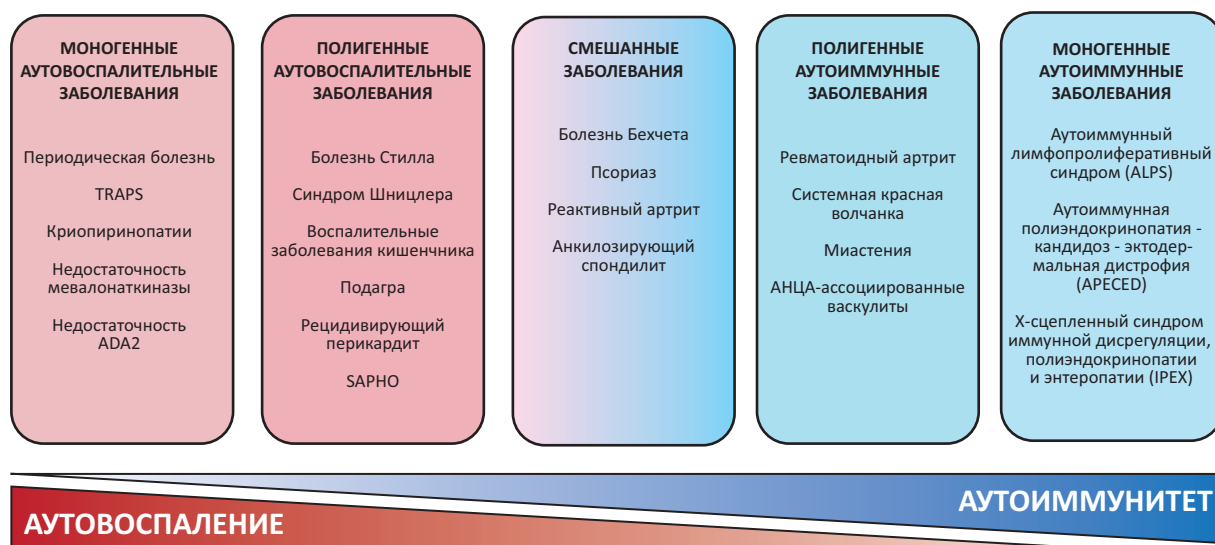 МОНОГЕННЫЕ
АУТОВОСПАЛИТЕЛЬНЫЕ
ЗАБОЛЕВАНИЯ
Периодическая болезнь
TRAPS
Криопиринопатии
Недостаточность
мевалонаткиназы
Недостаточность
ADA2
ПОЛИГЕННЫЕ
АУТОВОСПАЛИТЕЛЬНЫЕ
ЗАБОЛЕВАНИЯ
Болезнь Стилла
Синдром Шницлера
Воспалительные
заболевания кишенчника
Подагра
Рецидивирующий
перикардит
SAPHO
СМЕШАННЫЕ
ЗАБОЛЕВАНИЯ
Болезнь Бехчета
Псориаз
Реактивный артрит
Анкилозирующий
спондилит
ПОЛИГЕННЫЕ
АУТОИММУННЫЕ
ЗАБОЛЕВАНИЯ
Ревматоидный артрит
Системная красная
волчанка
Миастения
АНЦА-ассоциированные
васкулиты
МОНОГЕННЫЕ
АУТОИММУННЫЕ
ЗАБОЛЕВАНИЯ
Аутоиммунный
лимфопролиферативный
синдром (ALPS)
Аутоиммунная
полиэндокринопатия -
кандидоз - эктодер-
мальная дистрофия
(APECED)
Х-сцепленный синдром
иммунной дисрегуляции,
полиэндокринопатии
и энтеропатии (IPEX)
АУТОИММУНИТЕТ
АУТОВОСПАЛЕНИЕ